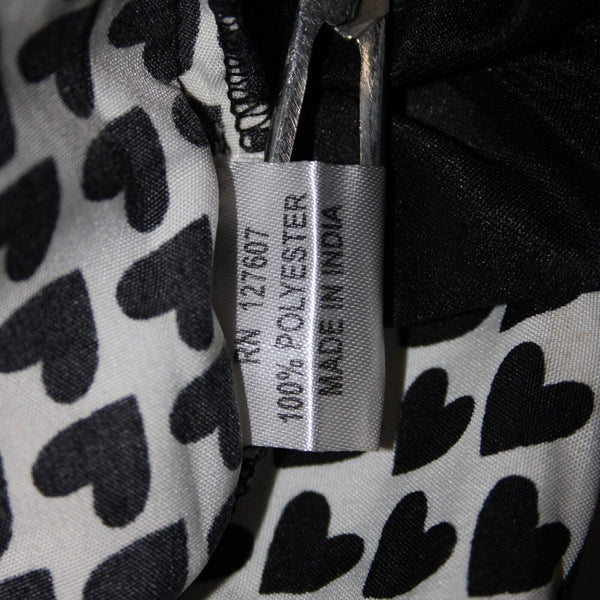 RN 127607
100% POLYESTER
MADE IN INDIA